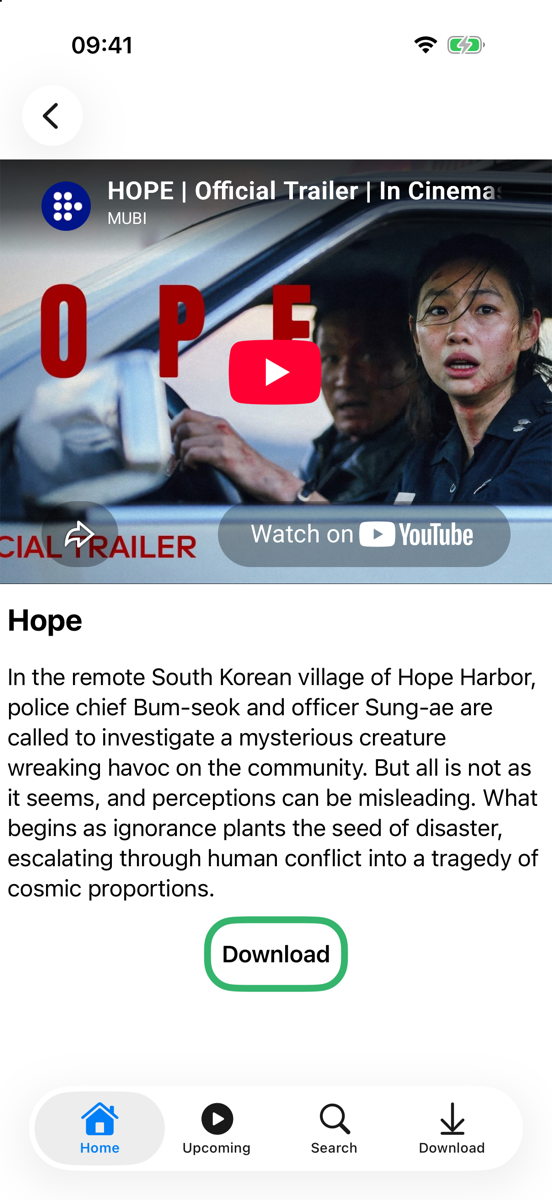 09:41
HOPE | Official Trailer | In Cinemas
MUBI
O P E
CIAL TRAILER
Watch on YouTube
Hope
In the remote South Korean village of Hope Harbor,
police chief Bum-seok and officer Sung-ae are
called to investigate a mysterious creature
wreaking havoc on the community. But all is not as
it seems, and perceptions can be misleading. What
begins as ignorance plants the seed of disaster,
escalating through human conflict into a tragedy of
cosmic proportions.
Download
Home
Upcoming
Search
Download